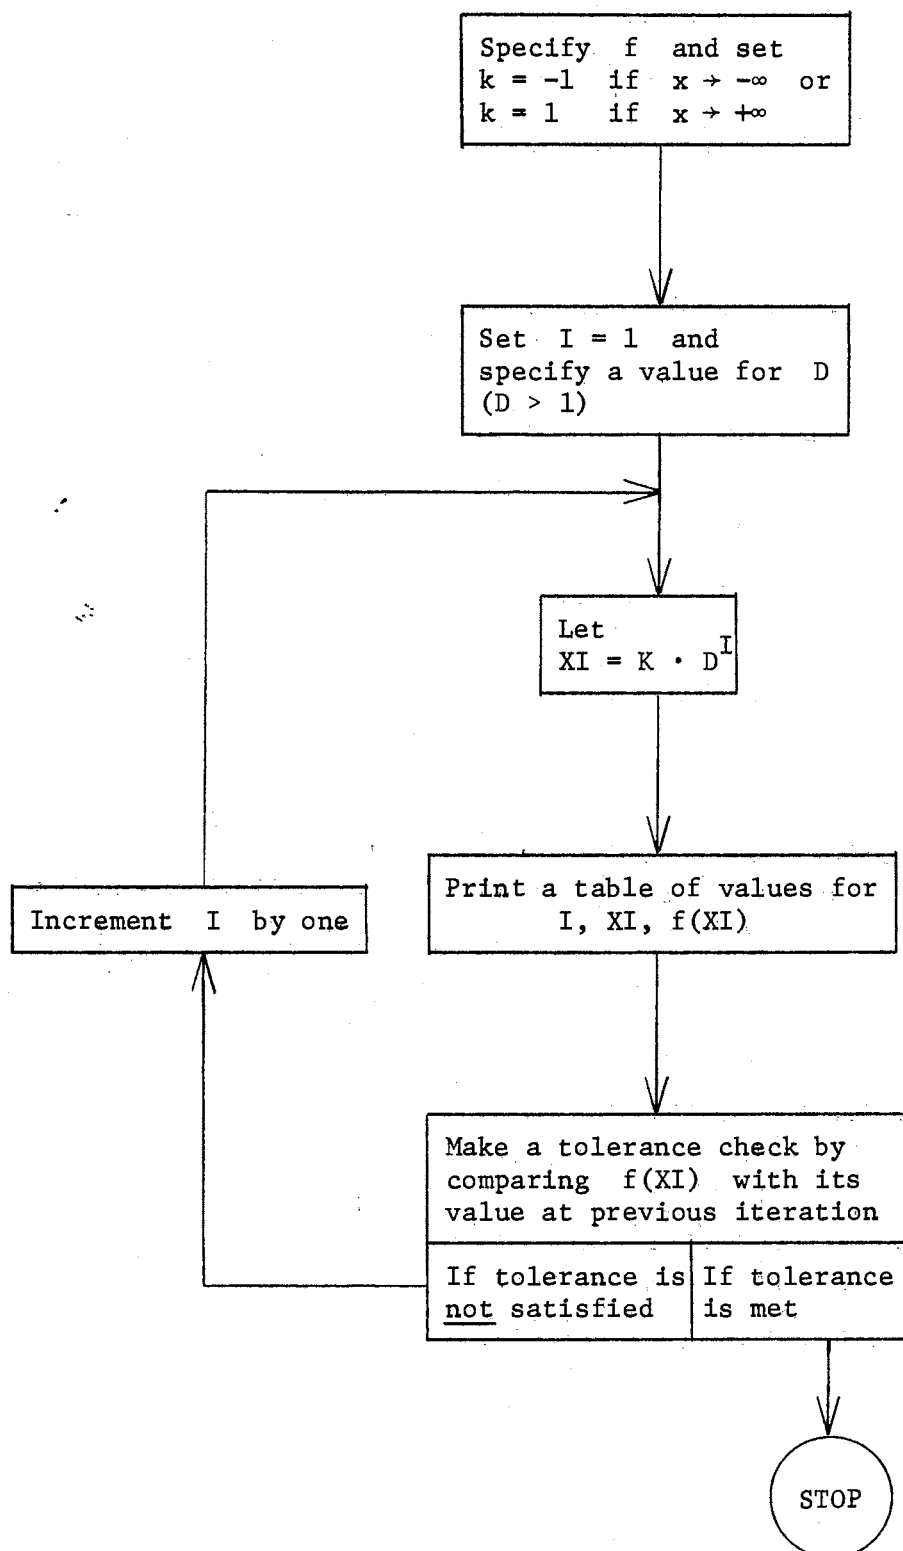 Specify f and set
k = -1 if x → -∞ or
k = 1 if x → +∞
Set I = 1 and
specify a value for D
(D > 1)
Let
XI = K · D^I
Print a table of values for
I, XI, f(XI)
Increment I by one
Make a tolerance check by
comparing f(XI) with its
value at previous iteration
If tolerance is
not satisfied
If tolerance
is met
STOP